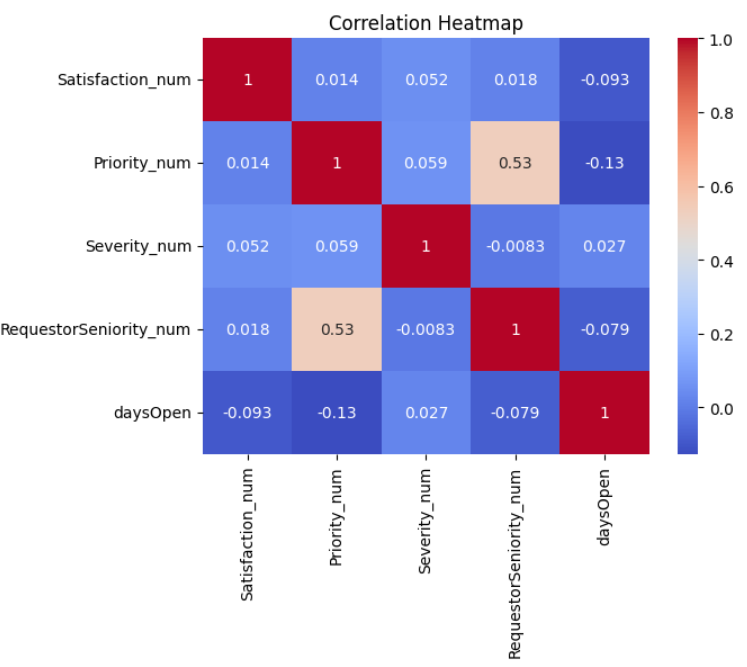 Correlation Heatmap
Satisfaction_num 1 0.014 0.052 0.018 -0.093
Priority_num 0.014 1 0.059 0.53 -0.13
Severity_num 0.052 0.059 1 -0.0083 0.027
RequestorSeniority_num 0.018 0.53 -0.0083 1 -0.079
daysOpen -0.093 -0.13 0.027 -0.079 1
Satisfaction_num
Priority_num
Severity_num
RequestorSeniority_num
daysOpen
1.0
0.8
0.6
0.4
0.2
0.0